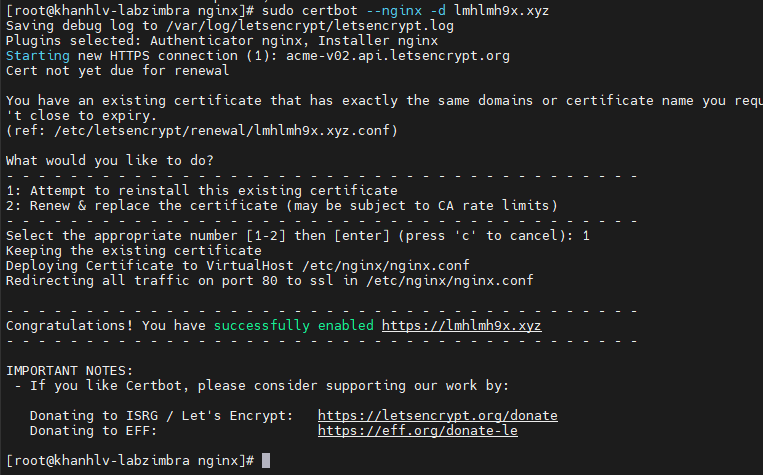 [root@khanhlv-labzimbra nginx]# sudo certbot --nginx -d lmhlmh9x.xyz
Saving debug log to /var/log/letsencrypt/letsencrypt.log
Plugins selected: Authenticator nginx, Installer nginx
Starting new HTTPS connection (1): acme-v02.api.letsencrypt.org
Cert not yet due for renewal

You have an existing certificate that has exactly the same domains or certificate name you requ
't close to expiry.
(ref: /etc/letsencrypt/renewal/lmhlmh9x.xyz.conf)

What would you like to do?
- - - - - - - - - - - - - - - - - - - - - - - - - - - - - - - - - - - - - - - -
1: Attempt to reinstall this existing certificate
2: Renew & replace the certificate (may be subject to CA rate limits)
- - - - - - - - - - - - - - - - - - - - - - - - - - - - - - - - - - - - - - - -
Select the appropriate number [1-2] then [enter] (press 'c' to cancel): 1
Keeping the existing certificate
Deploying Certificate to VirtualHost /etc/nginx/nginx.conf
Redirecting all traffic on port 80 to ssl in /etc/nginx/nginx.conf

- - - - - - - - - - - - - - - - - - - - - - - - - - - - - - - - - - - - - - - -
Congratulations! You have successfully enabled https://lmhlmh9x.xyz
- - - - - - - - - - - - - - - - - - - - - - - - - - - - - - - - - - - - - - - -

IMPORTANT NOTES:
 - If you like Certbot, please consider supporting our work by:

   Donating to ISRG / Let's Encrypt:   https://letsencrypt.org/donate
   Donating to EFF:                    https://eff.org/donate-le

[root@khanhlv-labzimbra nginx]#